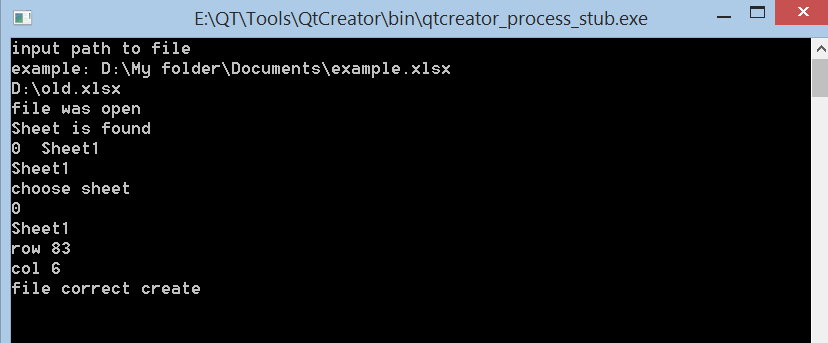 E:\QT\Tools\QtCreator\bin\qtcreator_process_stub.exe
input path to file
example: D:\My folder\Documents\example.xlsx
D:\old.xlsx
file was open
Sheet is found
0  Sheet1
Sheet1
choose sheet
0
Sheet1
row 83
col 6
file correct create